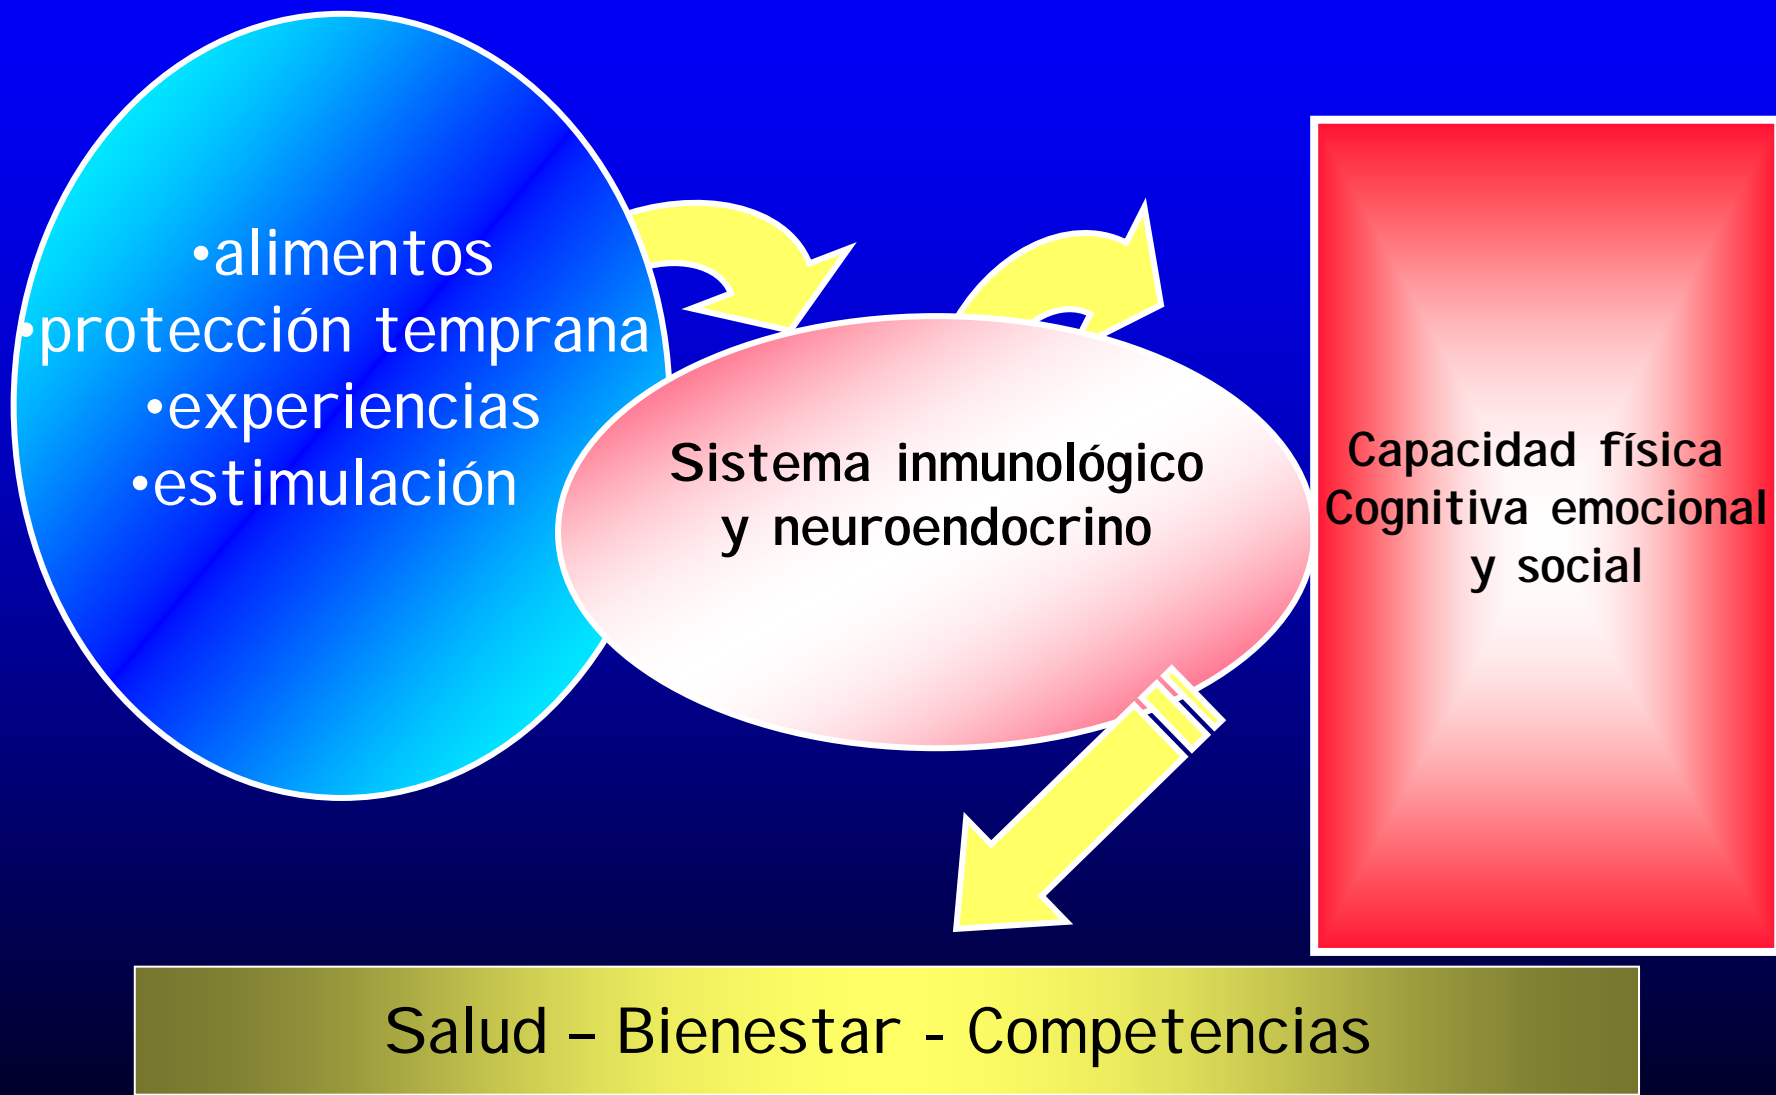 •alimentos
•protección temprana
•experiencias
•estimulación
Sistema inmunológico
y neuroendocrino
Capacidad física
Cognitiva emocional
y social
Salud – Bienestar - Competencias